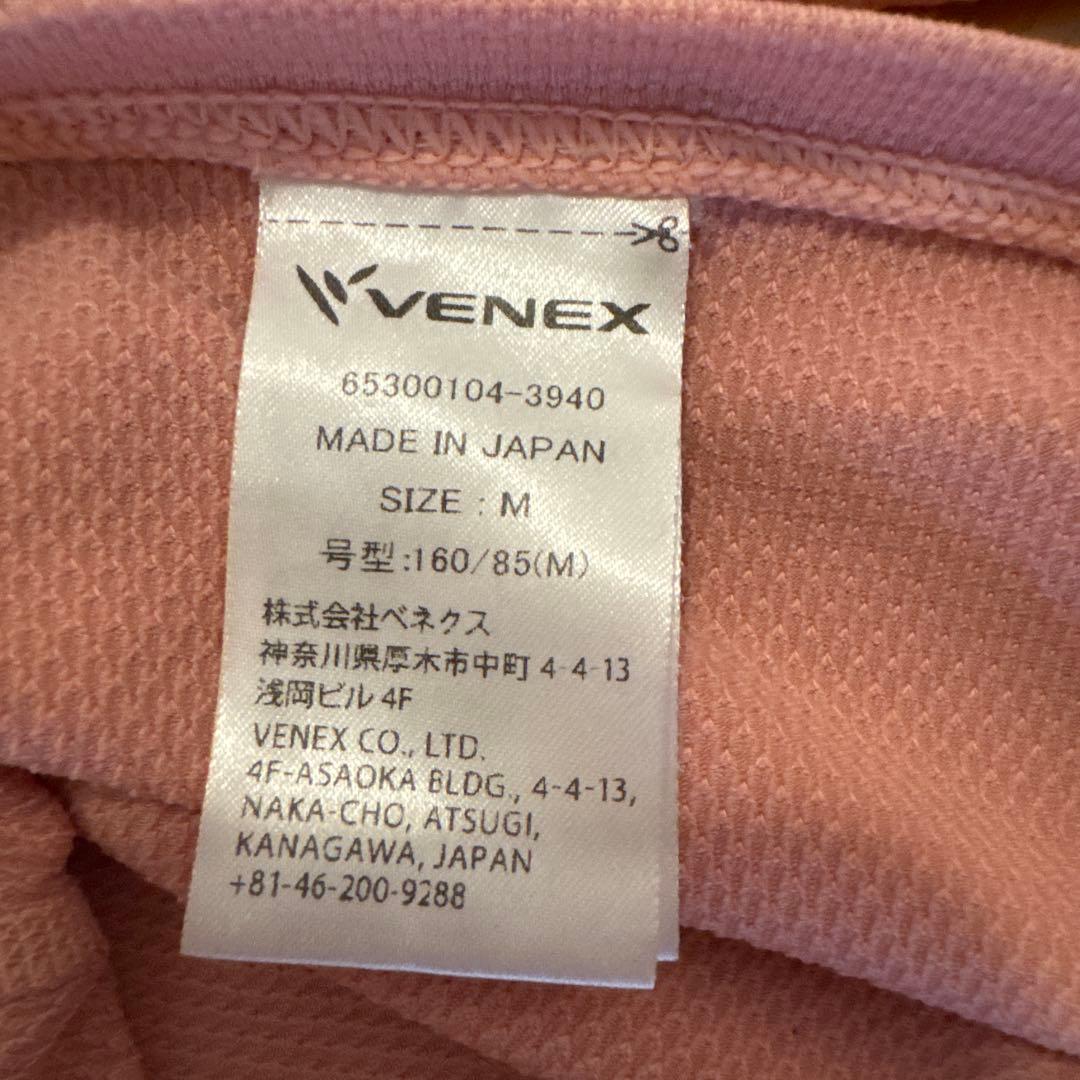 VENEX
65300104-3940
MADE IN JAPAN
SIZE : M
号型:160/85(M)
株式会社ベネクス
神奈川県厚木市中町 4-4-13
浅岡ビル 4F
VENEX CO., LTD.
4F-ASAOKA BLDG., 4-4-13,
NAKA-CHO, ATSUGI,
KANAGAWA, JAPAN
+81-46-200-9288